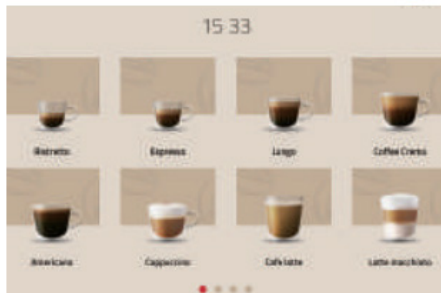 15 33
Ristretto
Espresso
Lungo
Coffee Crema
Americano
Cappuccino
Cafe latte
Latte macchiato